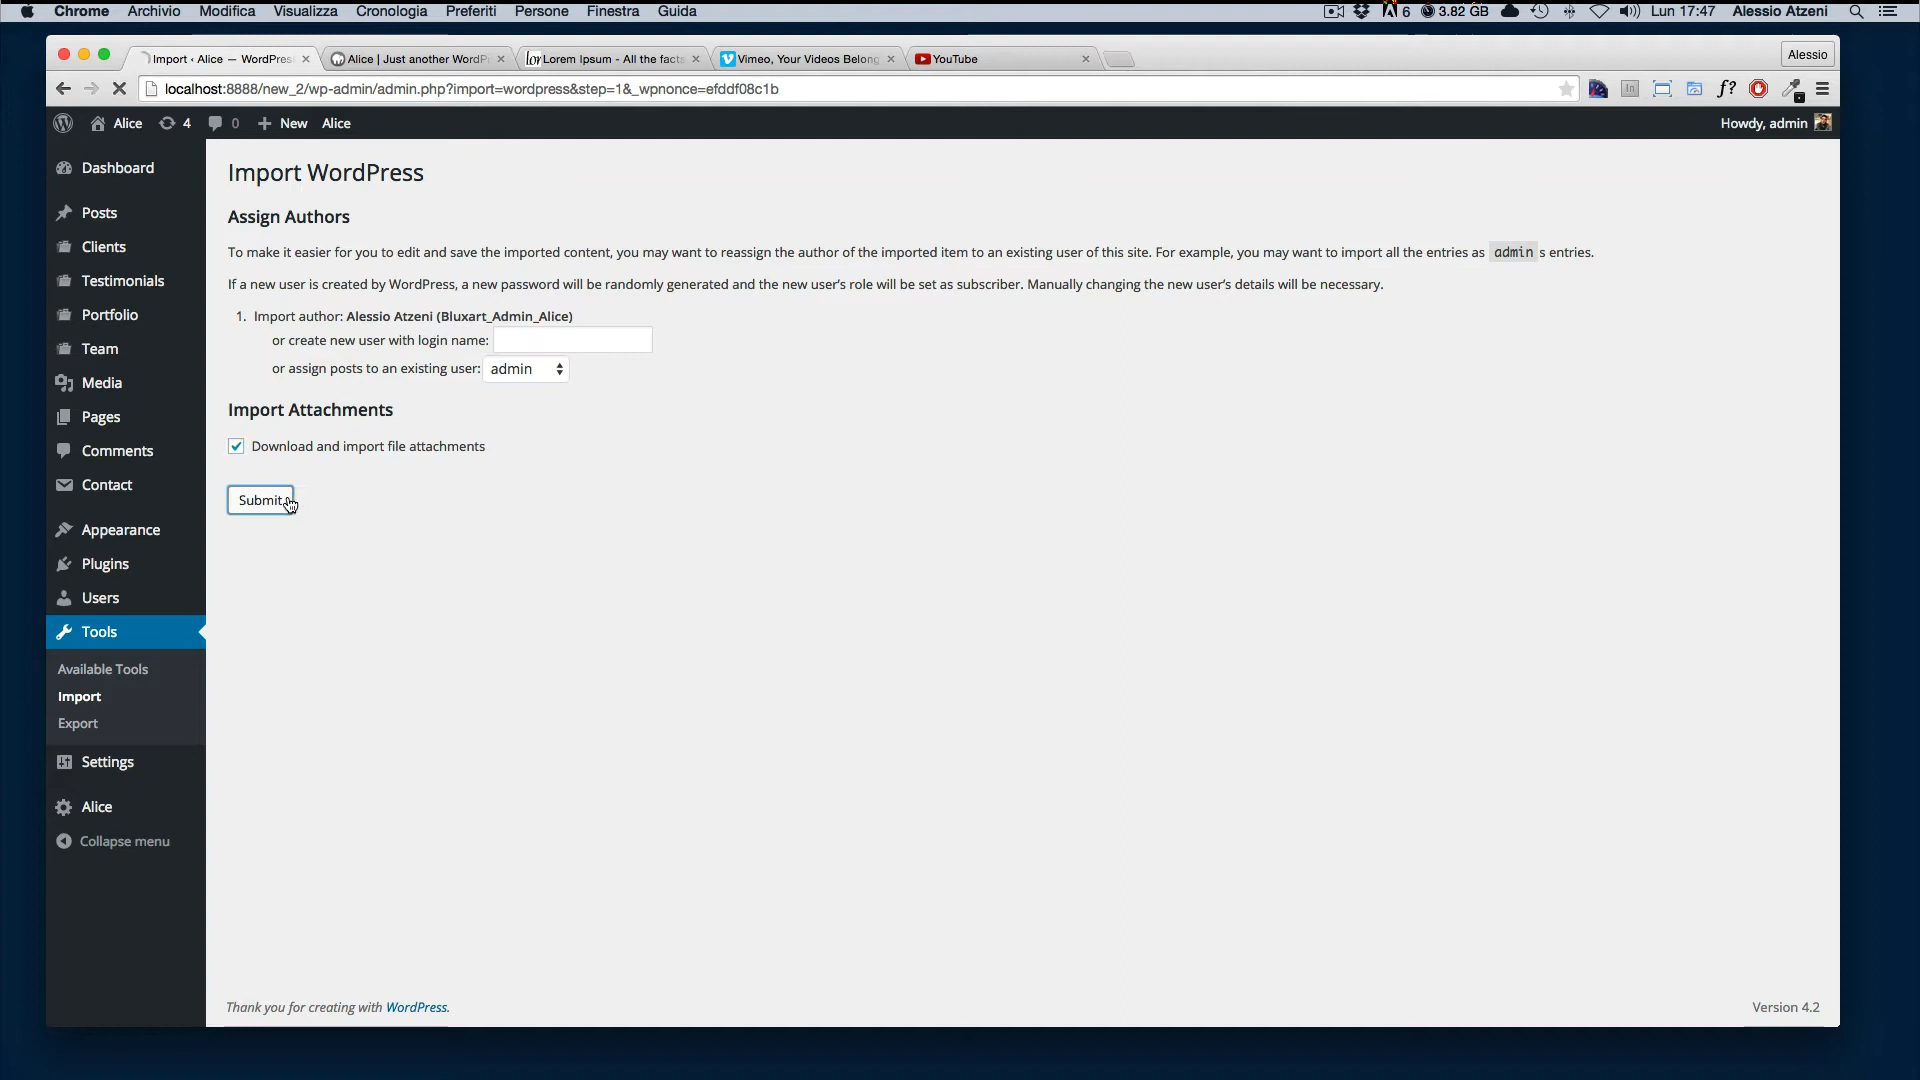 Chrome Archivio Modifica Visualizza Cronologia Preferiti Persone Finestra Guida 6 3.82 GB Lun 17:47 Alessio Atzeni
Import ‹ Alice — WordPress Alice | Just another WordP Lorem Ipsum - All the facts Vimeo, Your Videos Belong YouTube Alessio
localhost:8888/new_2/wp-admin/admin.php?import=wordpress&step=1&_wpnonce=efddf08c1b f?
Alice 4 0 New Alice Howdy, admin
Dashboard
Posts
Clients
Testimonials
Portfolio
Team
Media
Pages
Comments
Contact
Appearance
Plugins
Users
Tools
Available Tools
Import
Export
Settings
Alice
Collapse menu
Import WordPress
Assign Authors
To make it easier for you to edit and save the imported content, you may want to reassign the author of the imported item to an existing user of this site. For example, you may want to import all the entries as admin s entries.
If a new user is created by WordPress, a new password will be randomly generated and the new user's role will be set as subscriber. Manually changing the new user's details will be necessary.
1. Import author: Alessio Atzeni (Bluxart_Admin_Alice)
or create new user with login name:
or assign posts to an existing user: admin
Import Attachments
Download and import file attachments
Submit
Thank you for creating with WordPress.
Version 4.2